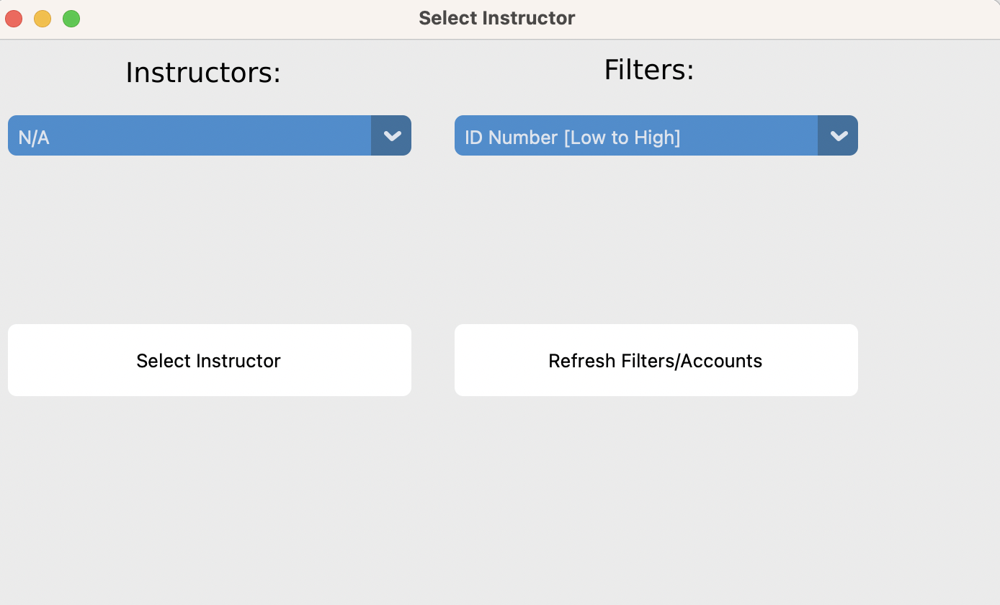 Select Instructor
Instructors:
Filters:
N/A
ID Number [Low to High]
Select Instructor
Refresh Filters/Accounts